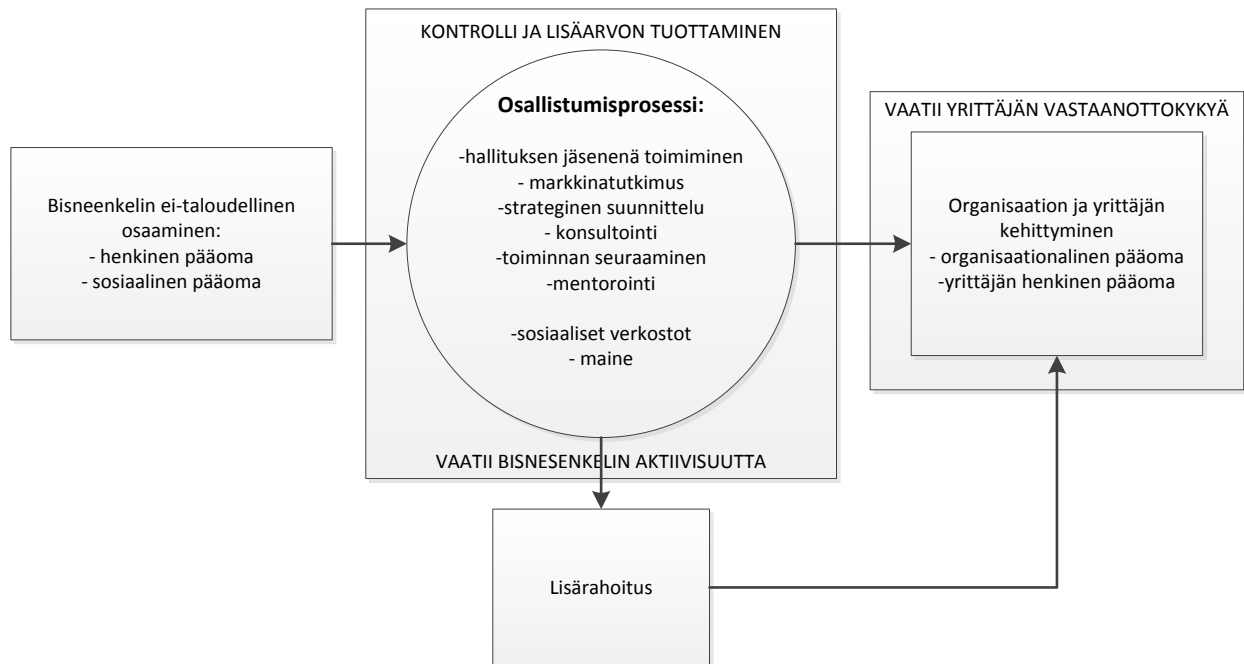 KONTROLLI JA LISÄARVON TUOTTAMINEN
Osallistumisprosessi:
-hallituksen jäsenenä toimiminen
- markkinatutkimus
-strateginen suunnittelu
- konsultointi
-toiminnan seuraaminen
-mentorointi
-sosiaaliset verkostot
- maine
VAATII BISNESENKELIN AKTIIVISUUTTA
Bisneenkelin ei-taloudellinen
osaaminen:
- henkinen pääoma
- sosiaalinen pääoma
VAATII YRITTÄJÄN VASTAANOTTOKYKYÄ
Organisaation ja yrittäjän
kehittyminen
- organisaationalinen pääoma
-yrittäjän henkinen pääoma
Lisärahoitus